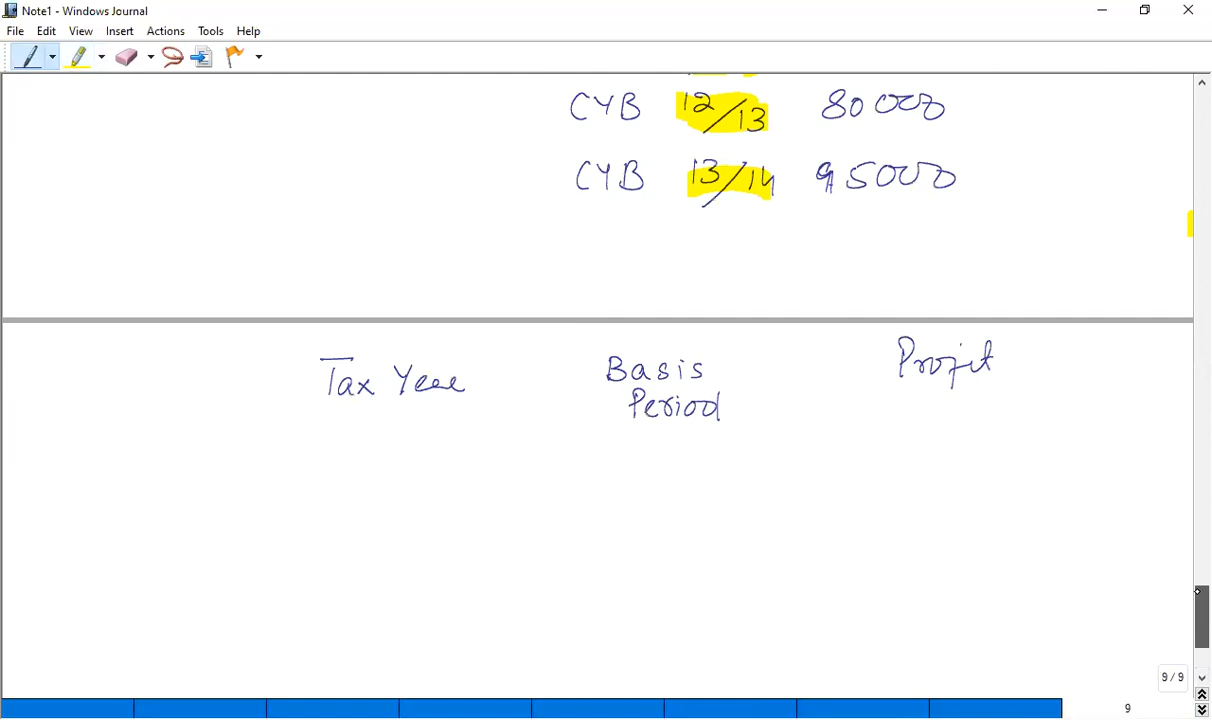 Note1 - Windows Journal
File Edit View Insert Actions Tools Help
CYB 12/13 80000
CYB 13/14 95000
Tax Year Basis Period Profit
9 / 9
9